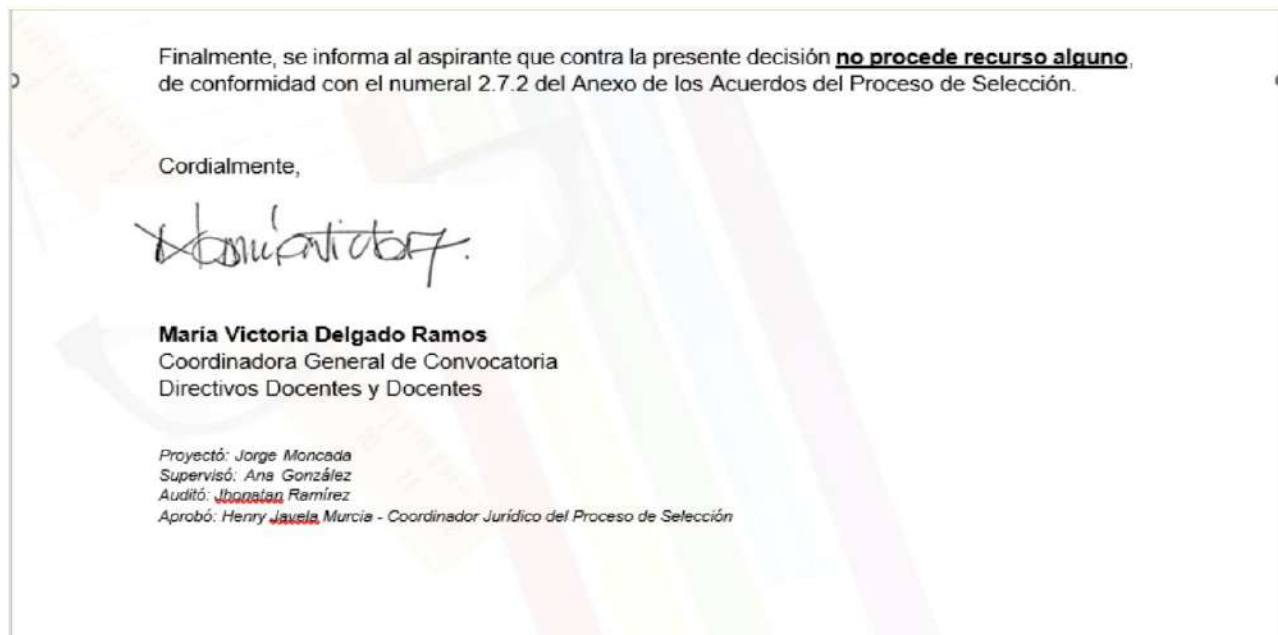 Finalmente, se informa al aspirante que contra la presente decisión no procede recurso alguno,
de conformidad con el numeral 2.7.2 del Anexo de los Acuerdos del Proceso de Selección.
Cordialmente,
María Victoria Delgado Ramos
Coordinadora General de Convocatoria
Directivos Docentes y Docentes
Proyectó: Jorge Moncada
Supervisó: Ana González
Auditó: Jhonatan Ramírez
Aprobó: Henry Javela Murcia - Coordinador Jurídico del Proceso de Selección